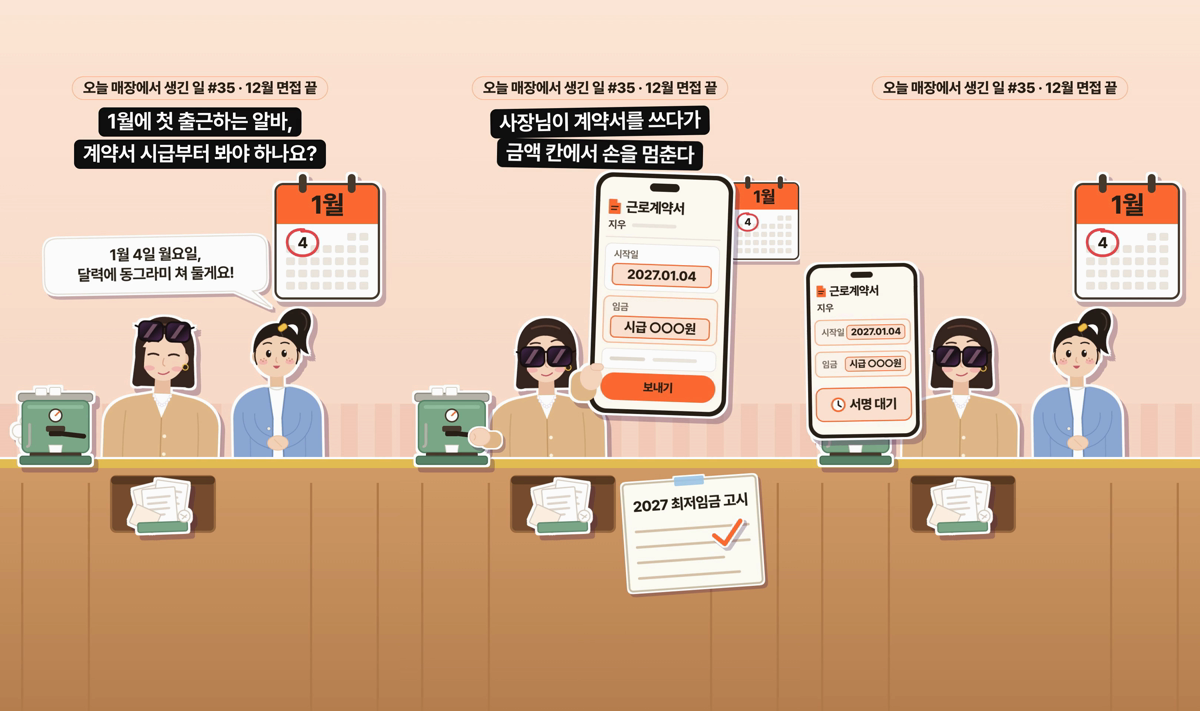 오늘 매장에서 생긴 일 #35 · 12월 면접 끝
1월에 첫 출근하는 알바,
계약서 시급부터 봐야 하나요?
1월
4
1월 4일 월요일,
달력에 동그라미 쳐 둘게요!
오늘 매장에서 생긴 일 #35 · 12월 면접 끝
사장님이 계약서를 쓰다가
금액 칸에서 손을 멈춘다
근로계약서
지우
시작일
2027.01.04
임금
시급 ○○○원
보내기
1월
4
2027 최저임금 고시
오늘 매장에서 생긴 일 #35 · 12월 면접 끝
근로계약서
지우
시작일 2027.01.04
임금 시급 ○○○원
서명 대기
1월
4